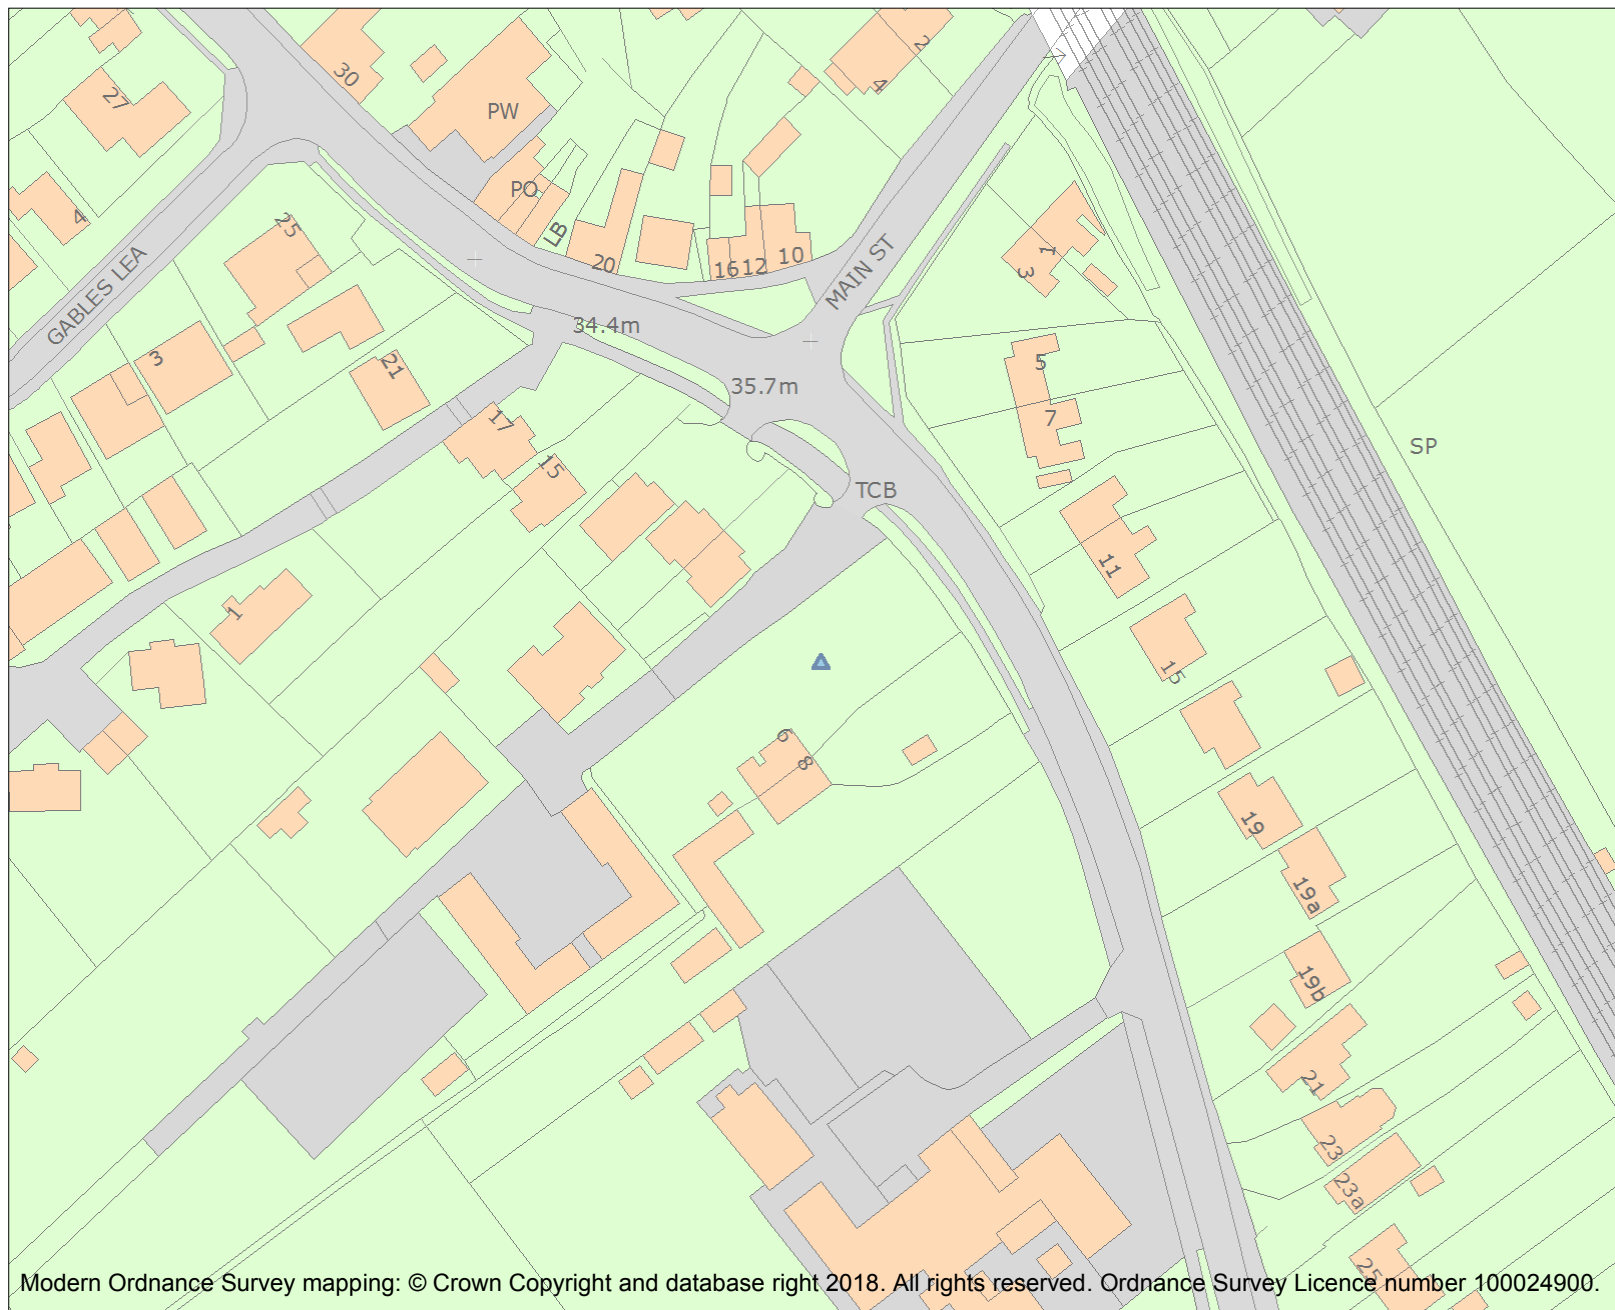 2
30
4
27
PW
PO
4
25
LB
20
16
12
10
MAIN ST
1
3
GABLES LEA
34.4m
3
21
5
35.7m
7
17
SP
15
TCB
11
1
15
6
8
19
19a
19b
21
23
23a
25
Modern Ordnance Survey mapping: © Crown Copyright and database right 2018. All rights reserved. Ordnance Survey Licence number 100024900.